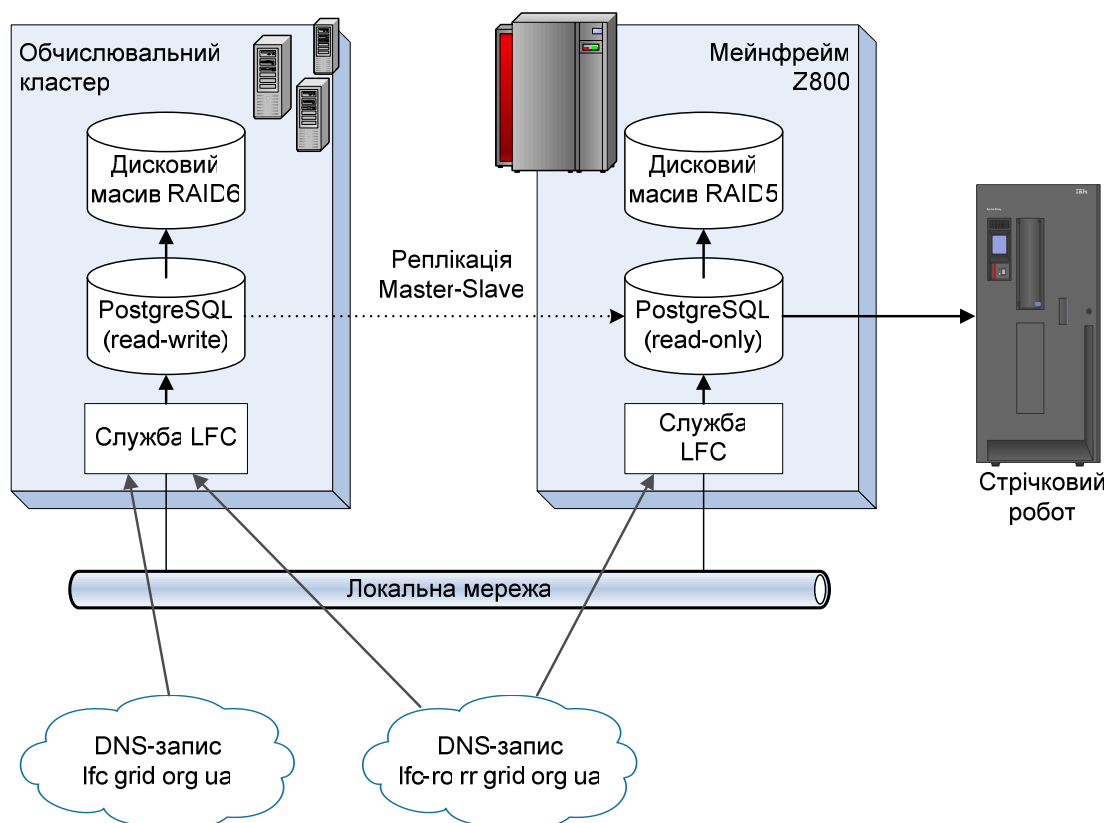 Обчислювальний
кластер
Мейнфрейм
Z800
Дисковий
масив RAID6
Дисковий
масив RAID5
Реплікація
Master-Slave
PostgreSQL
(read-write)
PostgreSQL
(read-only)
Служба LFC
Служба
LFC
IBM
Стрічковий
робот
Локальна мережа
DNS-запис
lfc grid org ua
DNS-запис
lfc-ro rr grid org ua